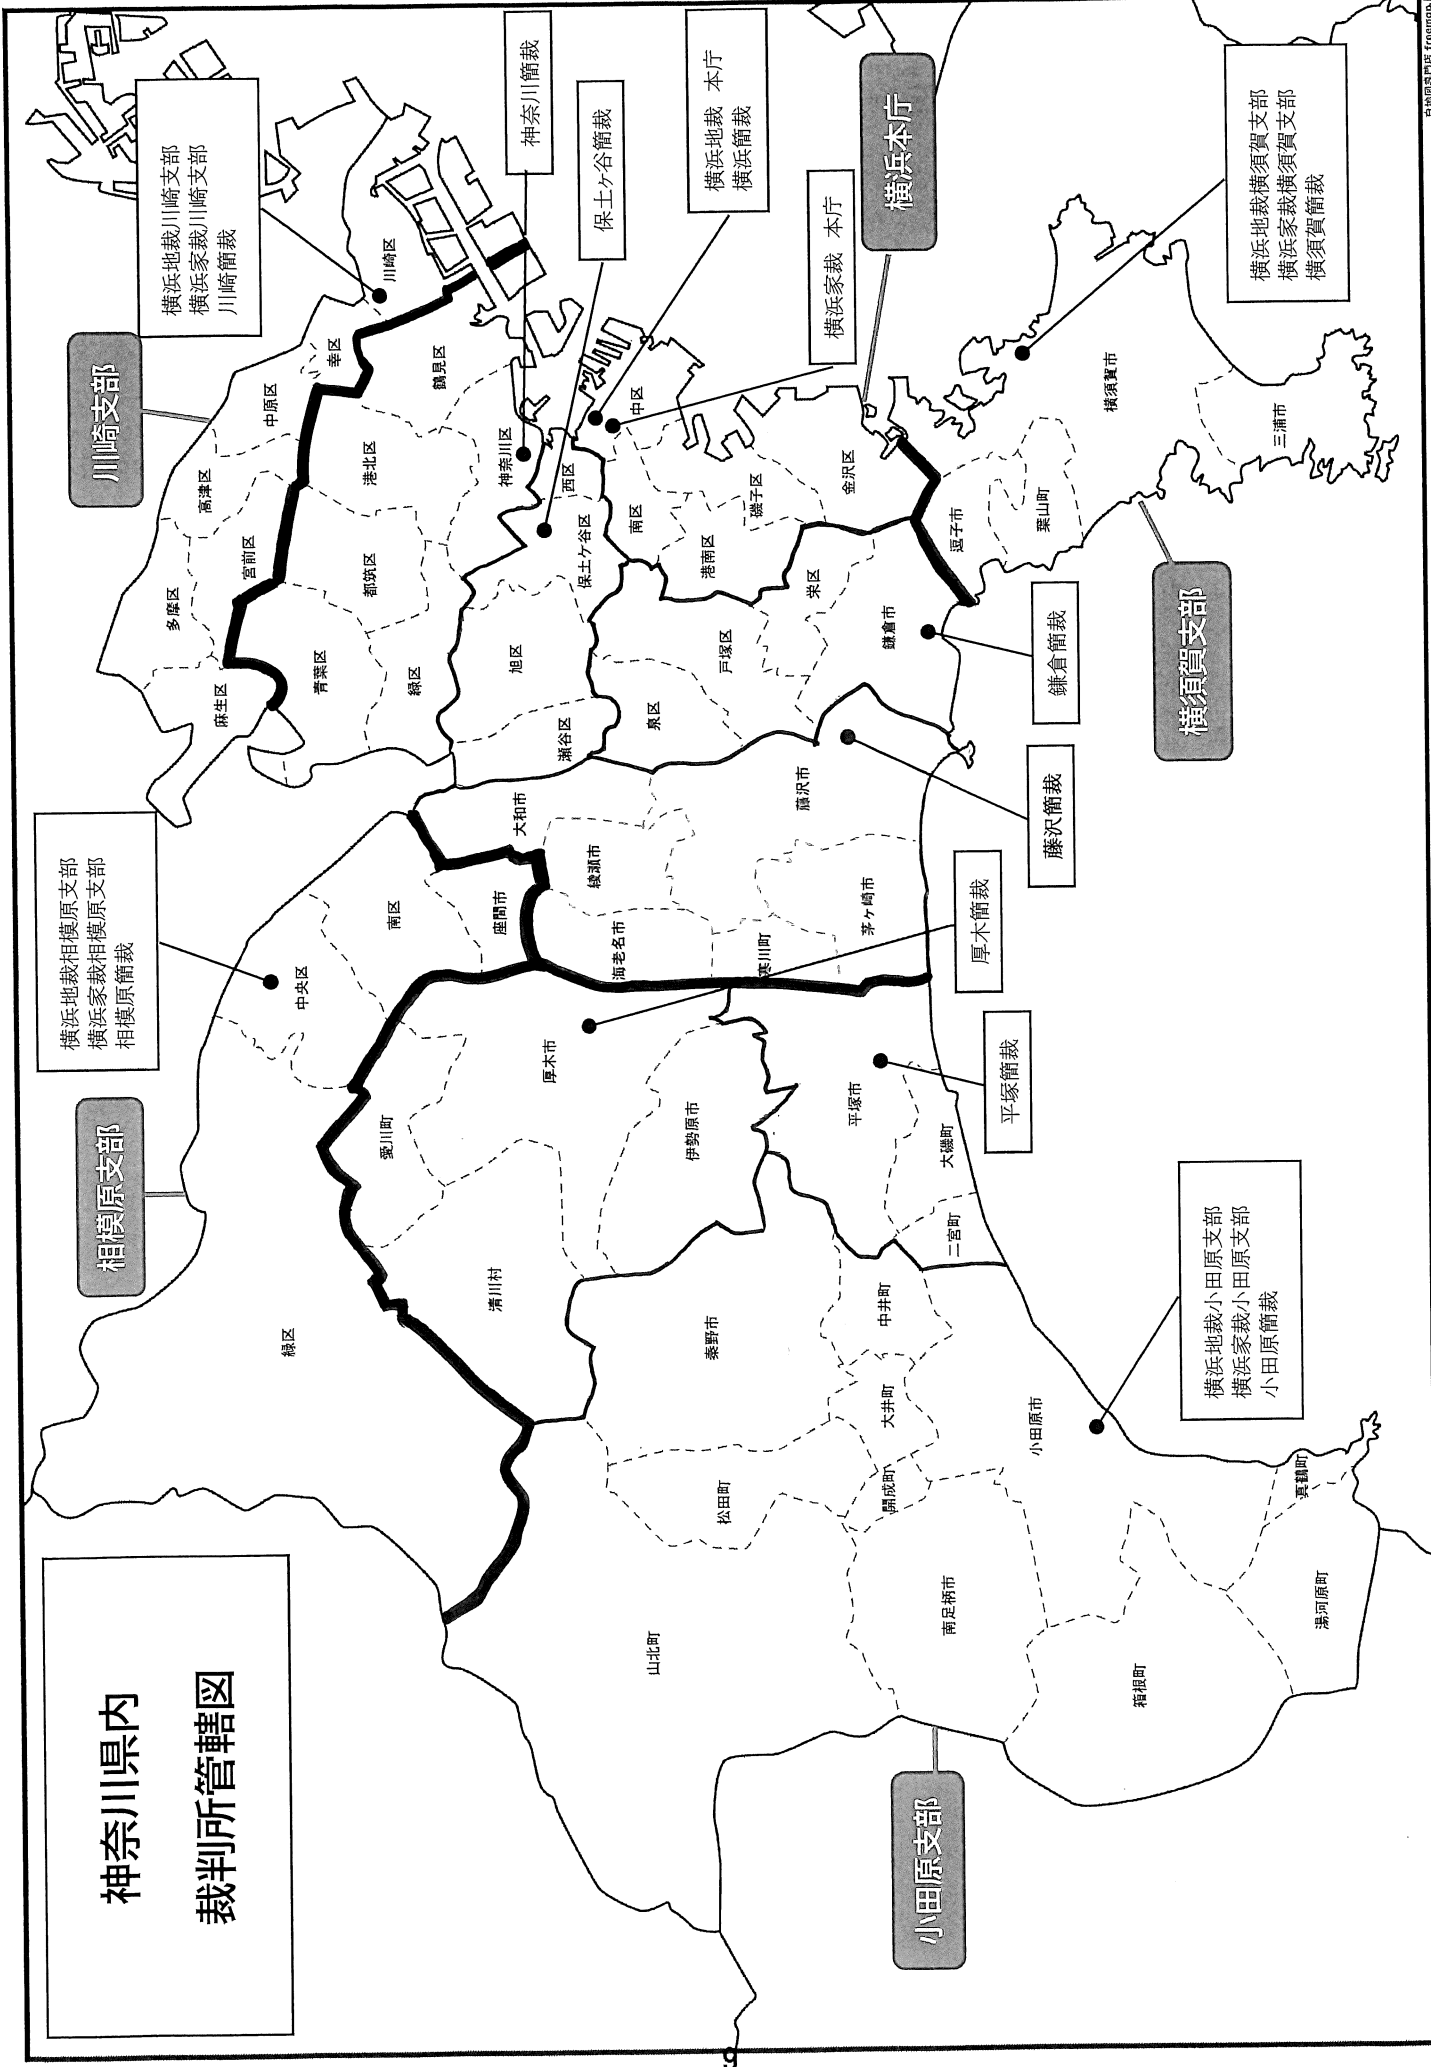 神奈川県内
裁判所管轄図
相模原支部
横浜地裁相模原支部
横浜家裁相模原支部
相模原簡裁
川崎支部
横浜地裁川崎支部
横浜家裁川崎支部
川崎簡裁
神奈川簡裁
保土ヶ谷簡裁
横浜地裁 本庁
横浜簡裁
横浜家裁 本庁
横浜本庁
横浜地裁横須賀支部
横浜家裁横須賀支部
横須賀簡裁
横須賀支部
鎌倉簡裁
藤沢簡裁
厚木簡裁
平塚簡裁
横浜地裁小田原支部
横浜家裁小田原支部
小田原簡裁
小田原支部
緑区
中央区
南区
座間市
麻生区
多摩区
宮前区
高津区
中原区
幸区
川崎区
青葉区
緑区
都筑区
港北区
鶴見区
神奈川区
旭区
瀬谷区
保土ケ谷区
西区
中区
南区
港南区
磯子区
金沢区
泉区
戸塚区
栄区
鎌倉市
逗子市
葉山町
横須賀市
三浦市
大和市
綾瀬市
海老名市
藤沢市
寒川町
茅ヶ崎市
愛川町
厚木市
清川村
伊勢原市
平塚市
大磯町
二宮町
秦野市
中井町
大井町
松田町
開成町
小田原市
山北町
南足柄市
箱根町
真鶴町
湯河原町
9